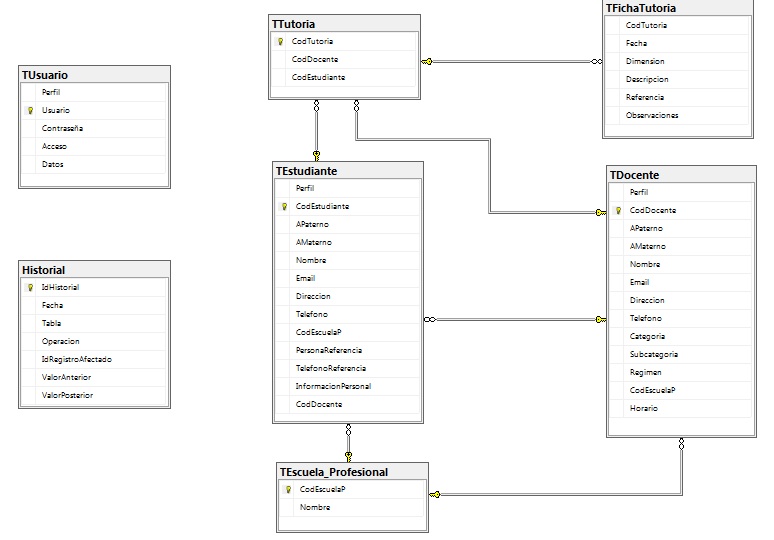 TUsuario
Perfil
Usuario
Contraseña
Acceso
Datos
Historial
IdHistorial
Fecha
Tabla
Operacion
IdRegistroAfectado
ValorAnterior
ValorPosterior
TTutoria
CodTutoria
CodDocente
CodEstudiante
TEstudiante
Perfil
CodEstudiante
APaterno
AMaterno
Nombre
Email
Direccion
Telefono
CodEscuelaP
PersonaReferencia
TelefonoReferencia
InformacionPersonal
CodDocente
TEscuela_Profesional
CodEscuelaP
Nombre
TFichaTutoria
CodTutoria
Fecha
Dimension
Descripcion
Referencia
Observaciones
TDocente
Perfil
CodDocente
APaterno
AMaterno
Nombre
Email
Direccion
Telefono
Categoria
Subcategoria
Regimen
CodEscuelaP
Horario